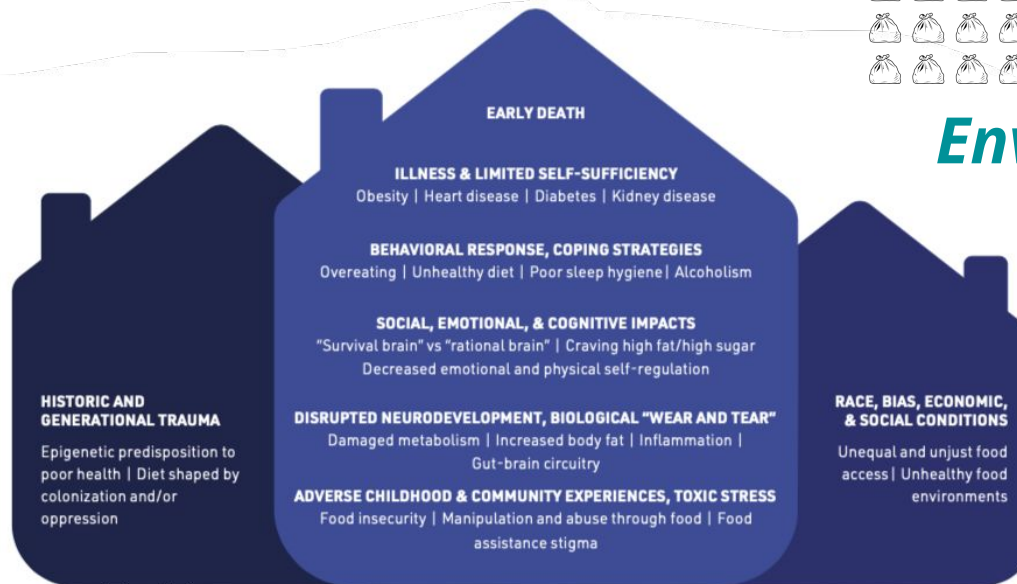 Env
EARLY DEATH
ILLNESS & LIMITED SELF-SUFFICIENCY
Obesity | Heart disease | Diabetes | Kidney disease
BEHAVIORAL RESPONSE, COPING STRATEGIES
Overeating | Unhealthy diet | Poor sleep hygiene| Alcoholism
SOCIAL, EMOTIONAL, & COGNITIVE IMPACTS
"Survival brain" vs "rational brain" | Craving high fat/high sugar
Decreased emotional and physical self-regulation
DISRUPTED NEURODEVELOPMENT, BIOLOGICAL "WEAR AND TEAR"
Damaged metabolism | Increased body fat | Inflammation |
Gut-brain circuitry
ADVERSE CHILDHOOD & COMMUNITY EXPERIENCES, TOXIC STRESS
Food insecurity | Manipulation and abuse through food | Food
assistance stigma
HISTORIC AND
GENERATIONAL TRAUMA
Epigenetic predisposition to
poor health | Diet shaped by
colonization and/or
oppression
RACE, BIAS, ECONOMIC,
& SOCIAL CONDITIONS
Unequal and unjust food
access| Unhealthy food
environments